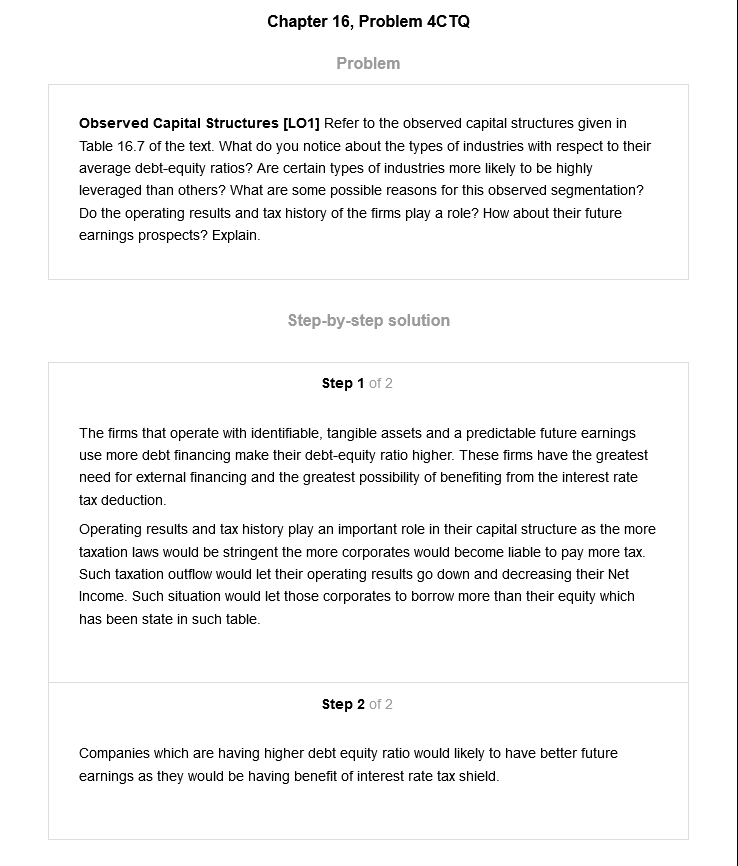 Chapter 16, Problem 4CTQ
Problem
Observed Capital Structures [LO1] Refer to the observed capital structures given in
Table 16.7 of the text. What do you notice about the types of industries with respect to their
average debt-equity ratios? Are certain types of industries more likely to be highly
leveraged than others? What are some possible reasons for this observed segmentation?
Do the operating results and tax history of the firms play a role? How about their future
earnings prospects? Explain.
Step-by-step solution
Step 1 of 2
The firms that operate with identifiable, tangible assets and a predictable future earnings
use more debt financing make their debt-equity ratio higher. These firms have the greatest
need for external financing and the greatest possibility of benefiting from the interest rate
tax deduction.
Operating results and tax history play an important role in their capital structure as the more
taxation laws would be stringent the more corporates would become liable to pay more tax.
Such taxation outflow would let their operating results go down and decreasing their Net
Income. Such situation would let those corporates to borrow more than their equity which
has been state in such table.
Step 2 of 2
Companies which are having higher debt equity ratio would likely to have better future
earnings as they would be having benefit of interest rate tax shield.